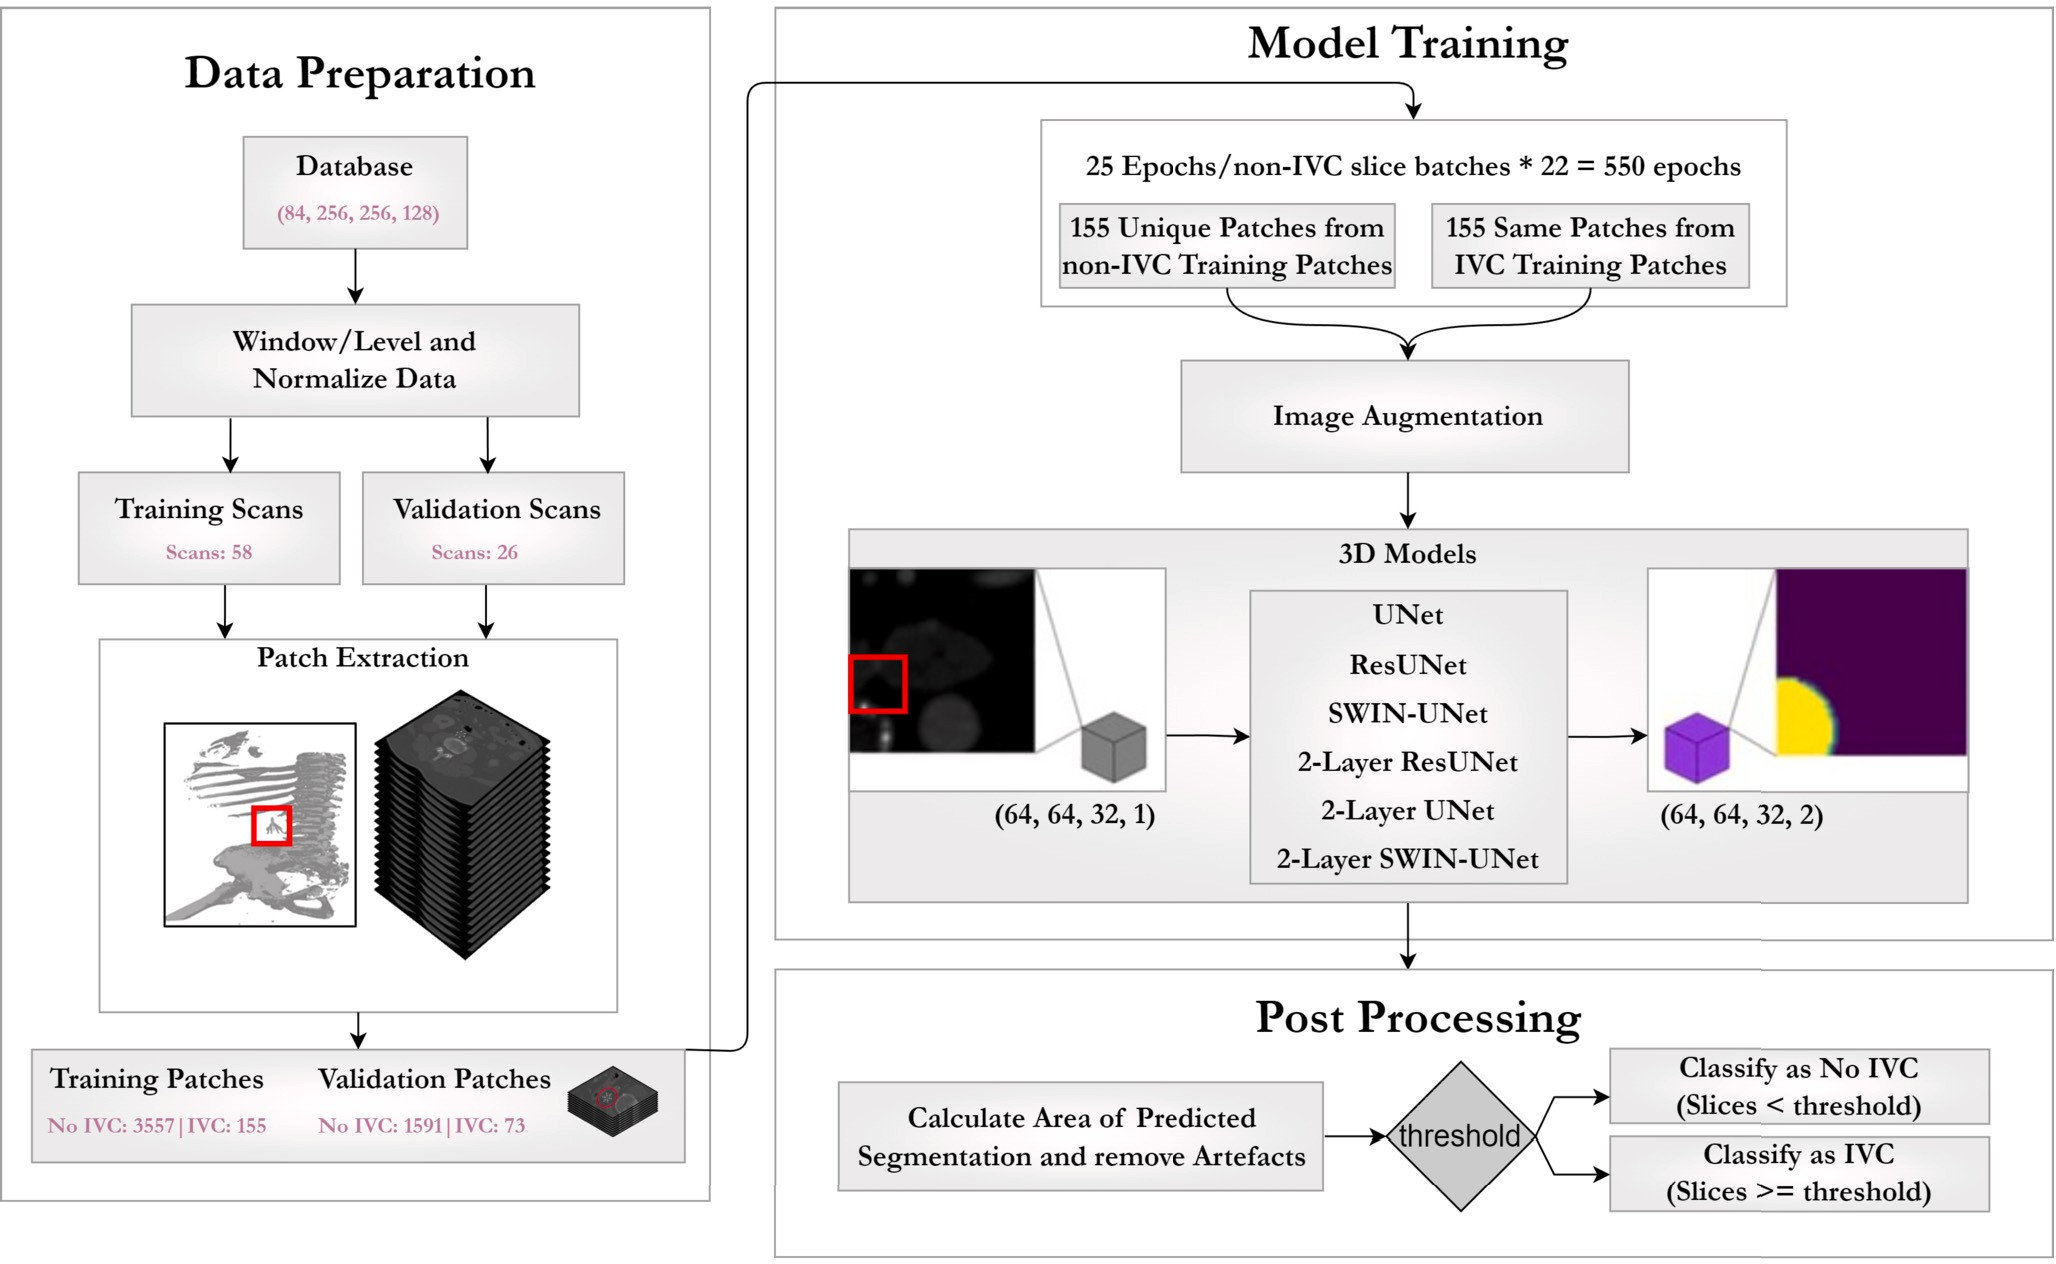 Data Preparation
Database
(84, 256, 256, 128)
Window/Level and
Normalize Data
Training Scans
Scans: 58
Validation Scans
Scans: 26
Patch Extraction
Training Patches
No IVC: 3557|IVC: 155
Validation Patches
No IVC: 1591|IVC: 73
Model Training
25 Epochs/non-IVC slice batches * 22 = 550 epochs
155 Unique Patches from
non-IVC Training Patches
155 Same Patches from
IVC Training Patches
Image Augmentation
3D Models
(64, 64, 32, 1)
UNet
ResUNet
SWIN-UNet
2-Layer ResUNet
2-Layer UNet
2-Layer SWIN-UNet
(64, 64, 32, 2)
Post Processing
Calculate Area of Predicted
Segmentation and remove Artefacts
threshold
Classify as No IVC
(Slices < threshold)
Classify as IVC
(Slices >= threshold)